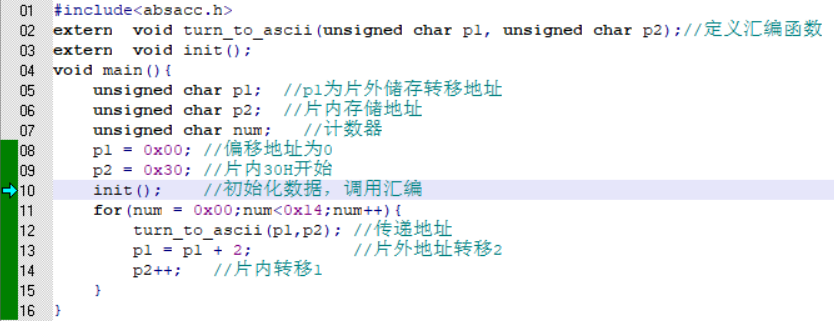 01 #include<absacc.h>
02 extern  void turn_to_ascii(unsigned char p1, unsigned char p2);//定义汇编函数
03 extern  void init();
04 void main(){
05     unsigned char p1;  //p1为片外储存转移地址
06     unsigned char p2;  //片内存储地址
07     unsigned char num;   //计数器
08     p1 = 0x00; //偏移地址为0
09     p2 = 0x30; //片内30H开始
10     init();    //初始化数据，调用汇编
11     for(num = 0x00;num<0x14;num++){
12         turn_to_ascii(p1,p2); //传递地址
13         p1 = p1 + 2;          //片外地址转移2
14         p2++;   //片内转移1
15     }
16 }